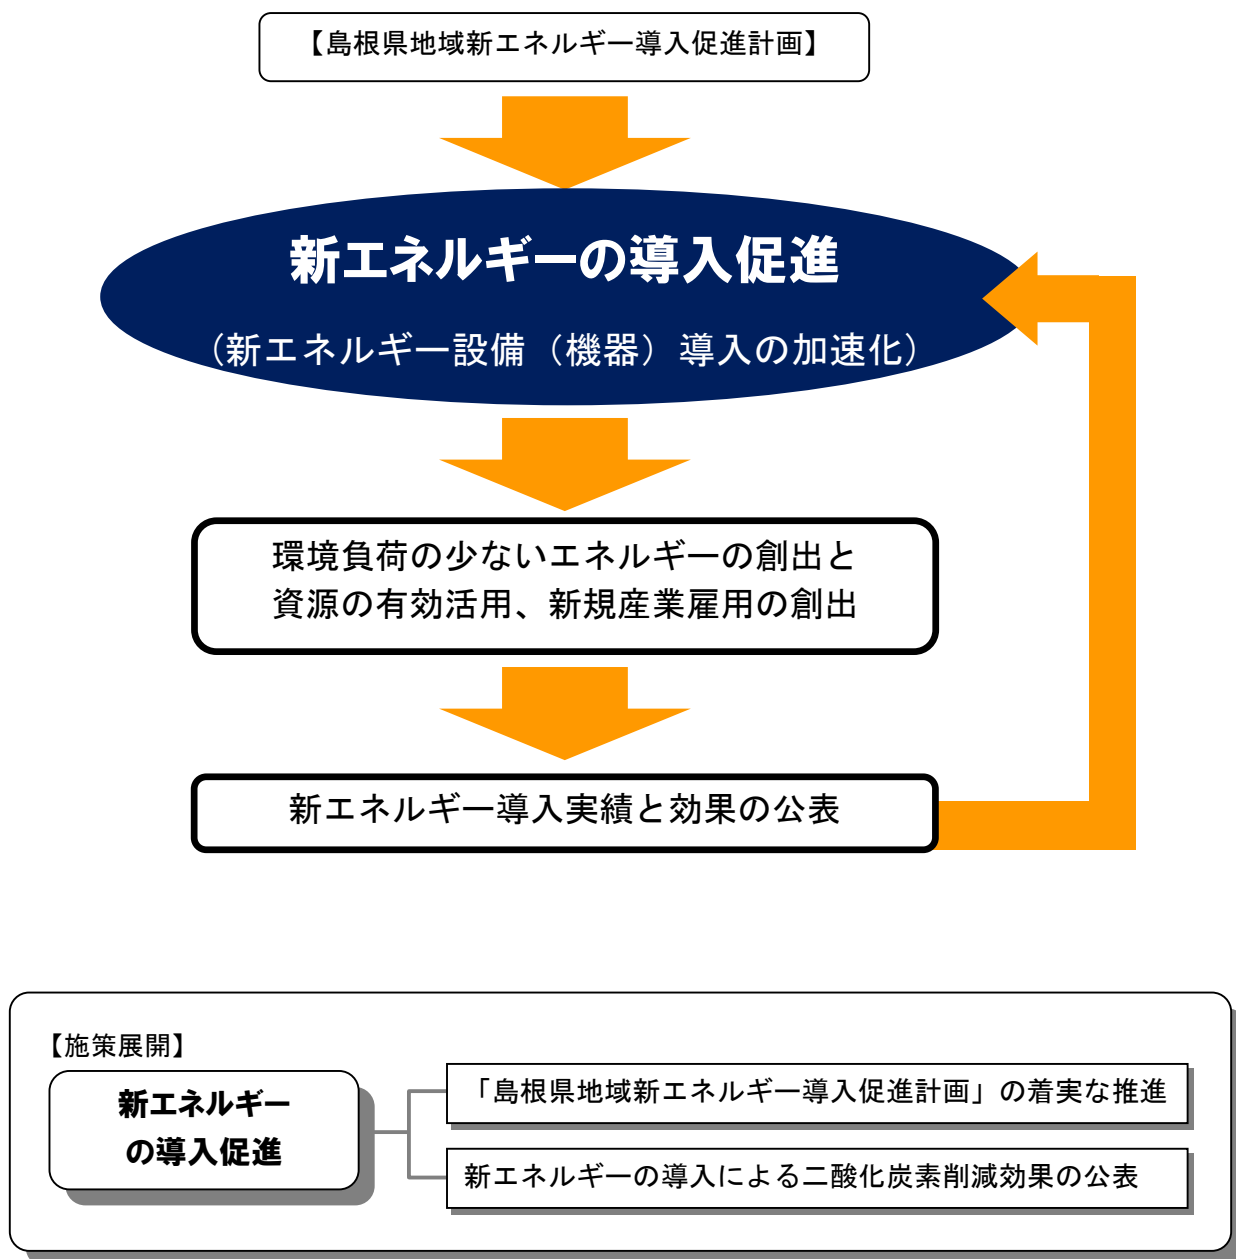 【島根県地域新エネルギー導入促進計画】
新エネルギーの導入促進
（新エネルギー設備（機器）導入の加速化）
環境負荷の少ないエネルギーの創出と
資源の有効活用、新規産業雇用の創出
新エネルギー導入実績と効果の公表
【施策展開】
新エネルギー
の導入促進
「島根県地域新エネルギー導入促進計画」の着実な推進
新エネルギーの導入による二酸化炭素削減効果の公表